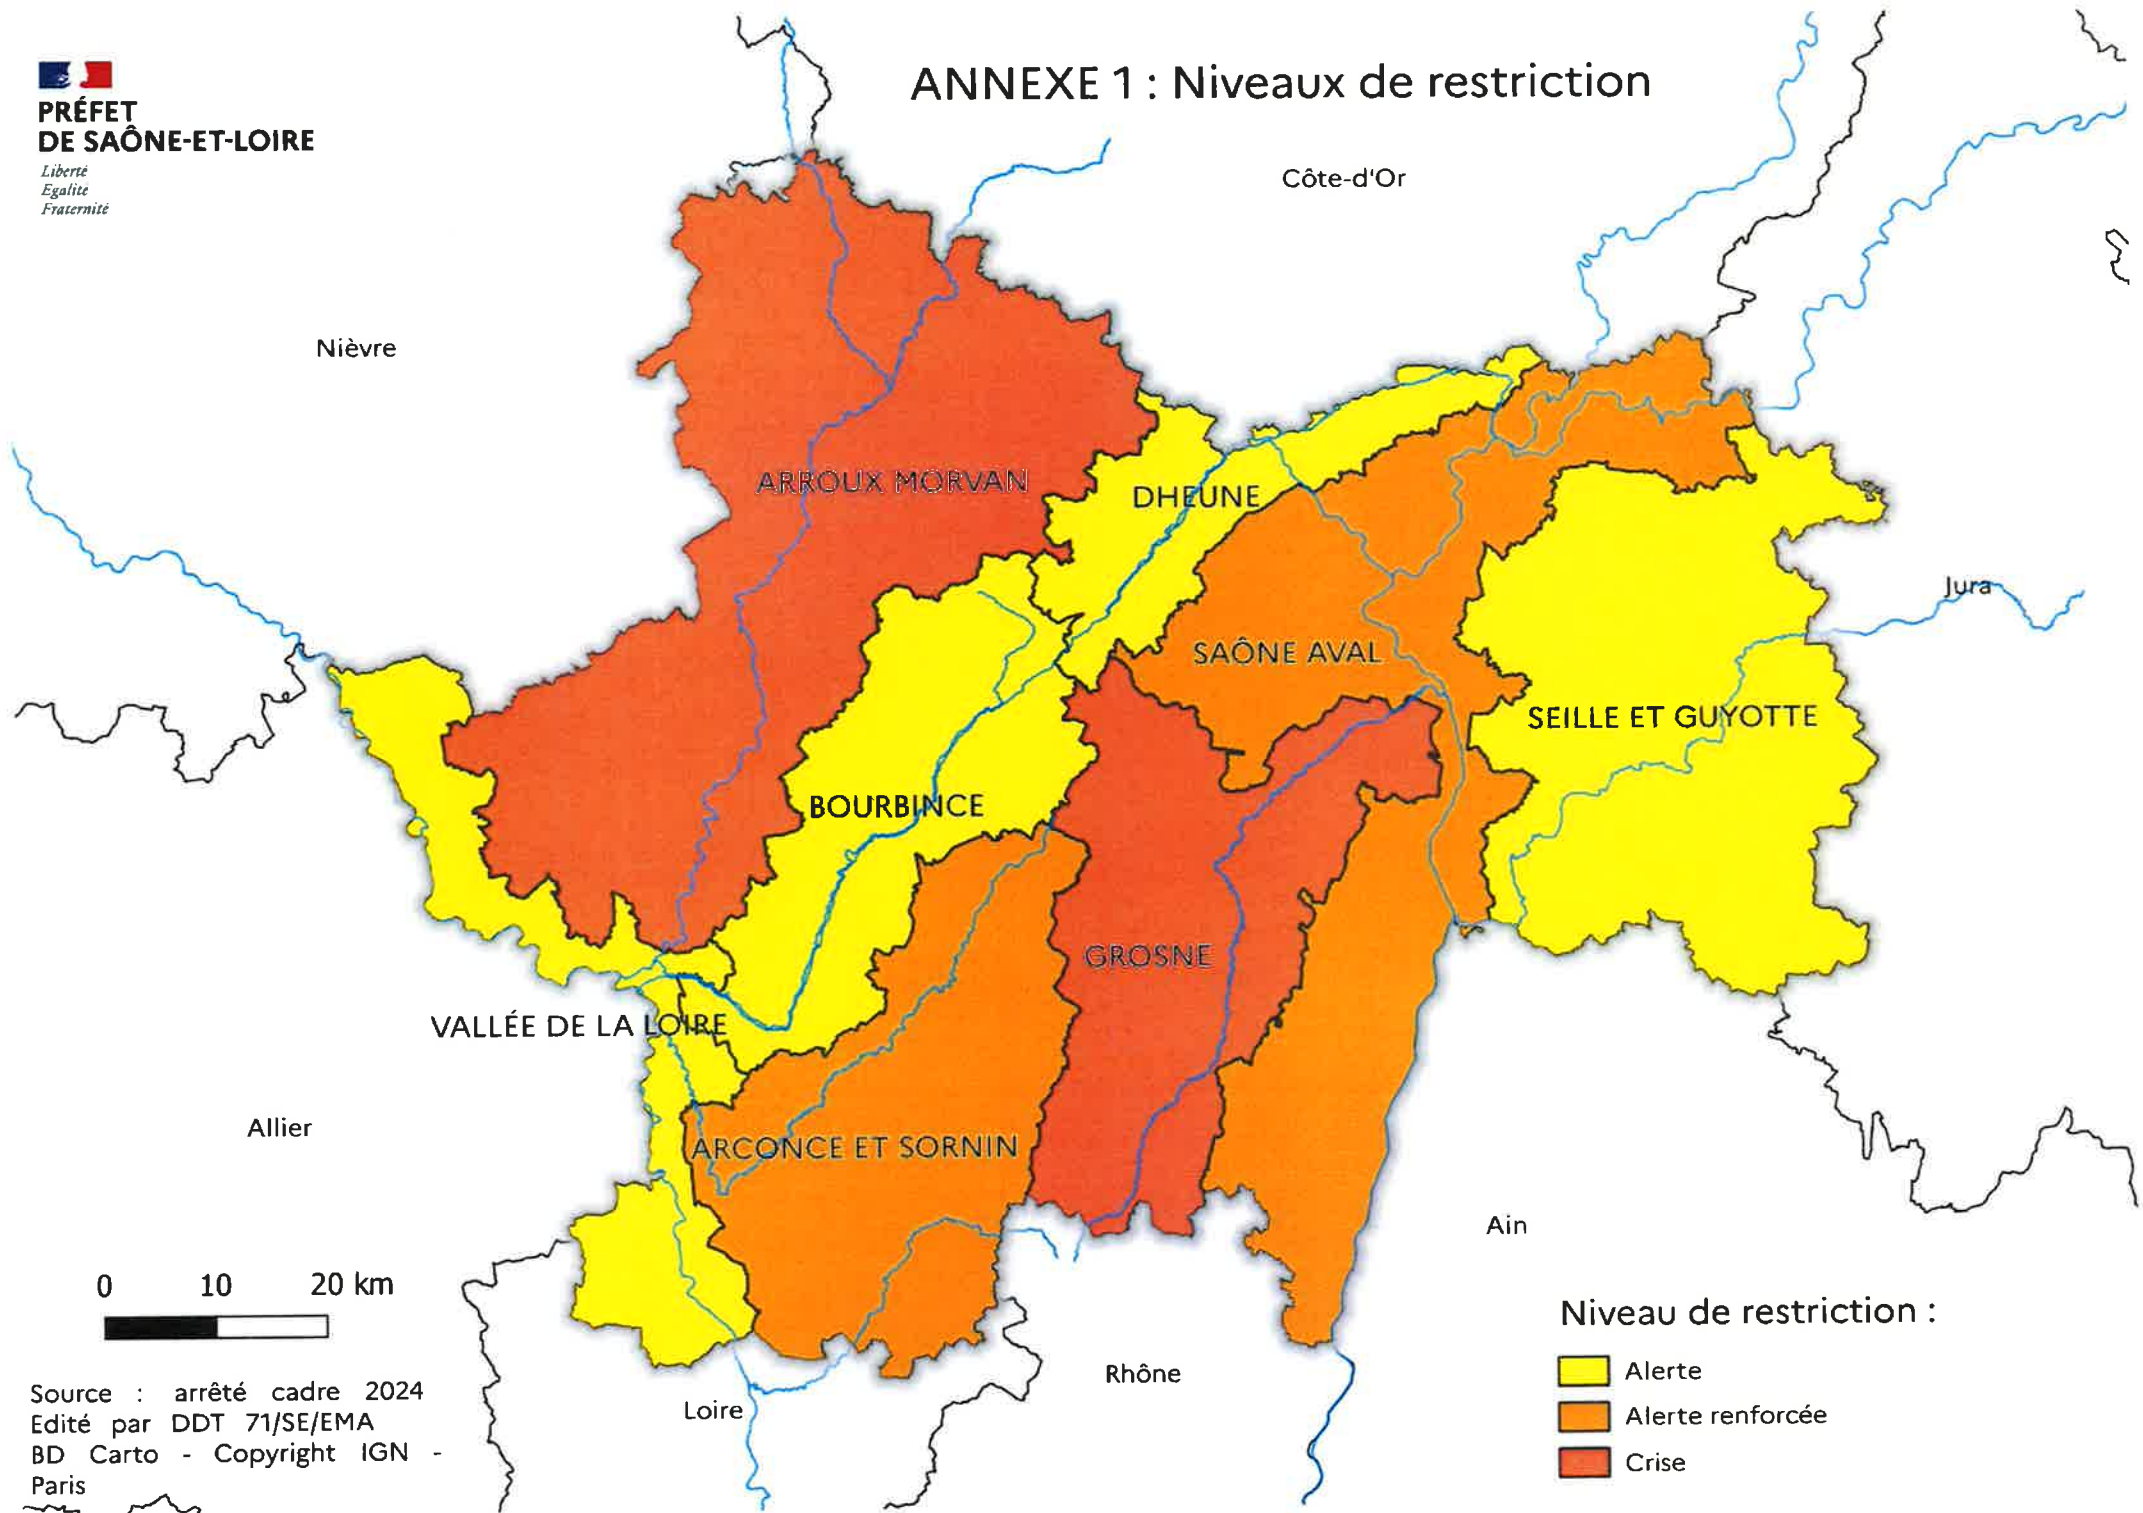 PRÉFET
DE SAÔNE-ET-LOIRE
Liberté
Egalité
Fraternité
ANNEXE 1 : Niveaux de restriction
Côte-d'Or
Nièvre
ARROUX MORVAN
DHEUNE
Jura
SAÔNE AVAL
SEILLE ET GUYOTTE
BOURBINCE
GROSNE
VALLÉE DE LA LOIRE
Allier
ARCONCE ET SORNIN
Ain
0 10 20 km
Rhône
Loire
Niveau de restriction :
Alerte
Alerte renforcée
Crise
Source : arrêté cadre 2024
Edité par DDT 71/SE/EMA
BD Carto - Copyright IGN -
Paris